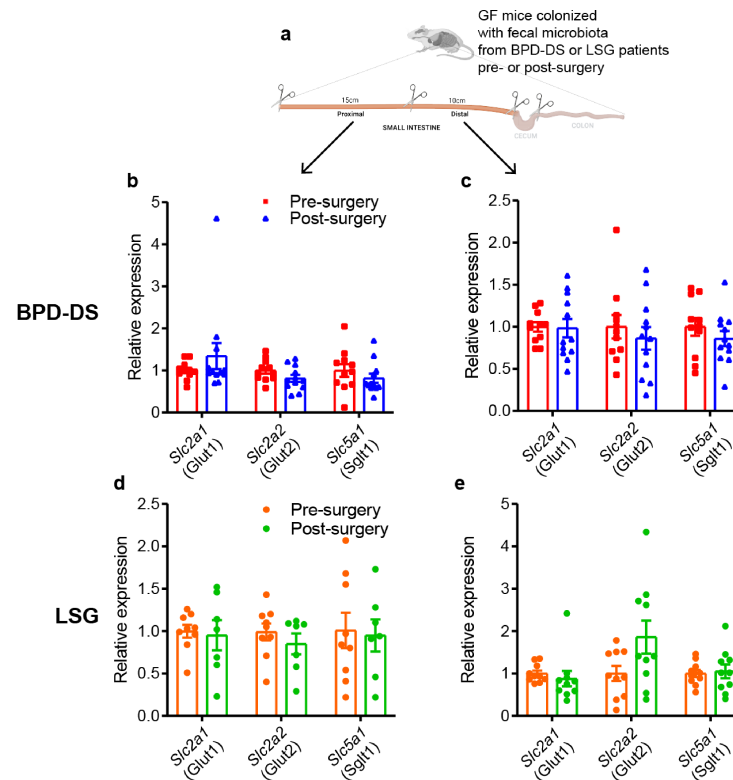 a
GF mice colonized
with fecal microbiota
from BPD-DS or LSG patients
pre- or post-surgery
15cm
10cm
Proximal
Distal
SMALL INTESTINE
CECUM
COLON
b
Pre-surgery
Post-surgery
Relative expression
5
4
3
2
1
0
Slc2a1
(Glut1)
Slc2a2
(Glut2)
Slc5a1
(Sglt1)
c
Relative expression
2.5
2.0
1.5
1.0
0.5
0.0
Slc2a1
(Glut1)
Slc2a2
(Glut2)
Slc5a1
(Sglt1)
BPD-DS
d
Pre-surgery
Post-surgery
Relative expression
2.5
2.0
1.5
1.0
0.5
0.0
Slc2a1
(Glut1)
Slc2a2
(Glut2)
Slc5a1
(Sglt1)
e
Relative expression
5
4
3
2
1
0
Slc2a1
(Glut1)
Slc2a2
(Glut2)
Slc5a1
(Sglt1)
LSG